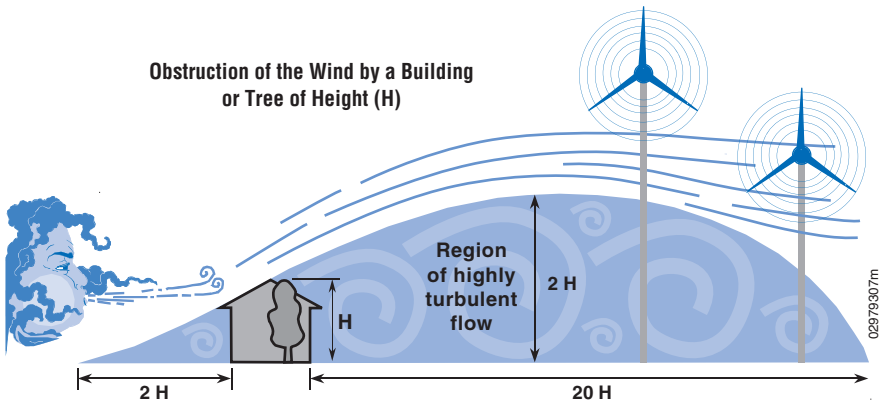 Obstruction of the Wind by a Building
or Tree of Height (H)
Region
of highly
turbulent
flow
2 H
H
2 H
20 H
02979307m